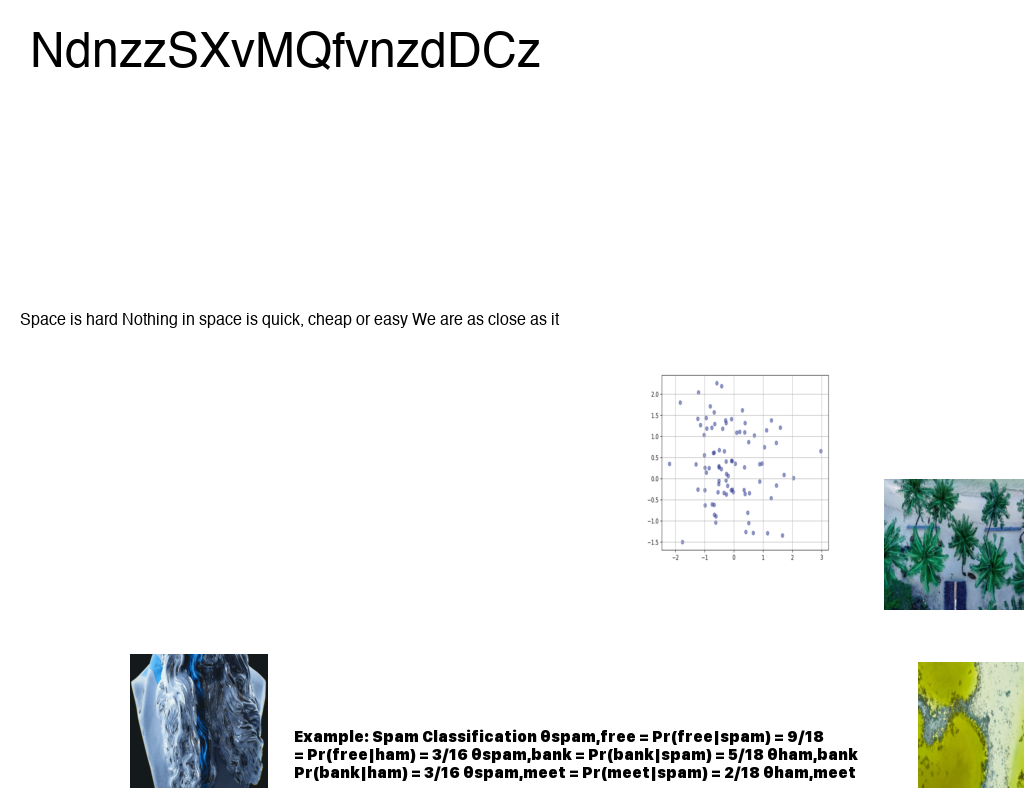 NdnzzSXvMQfvnzdDCz
Space is hard Nothing in space is quick, cheap or easy We are as close as it
2.0
1.5
1.0
0.5
0.0
−0.5
−1.0
−1.5
−2 −1 0 1 2 3
Example: Spam Classification θspam,free = Pr(free|spam) = 9/18
= Pr(free|ham) = 3/16 θspam,bank = Pr(bank|spam) = 5/18 θham,bank
Pr(bank|ham) = 3/16 θspam,meet = Pr(meet|spam) = 2/18 θham,meet